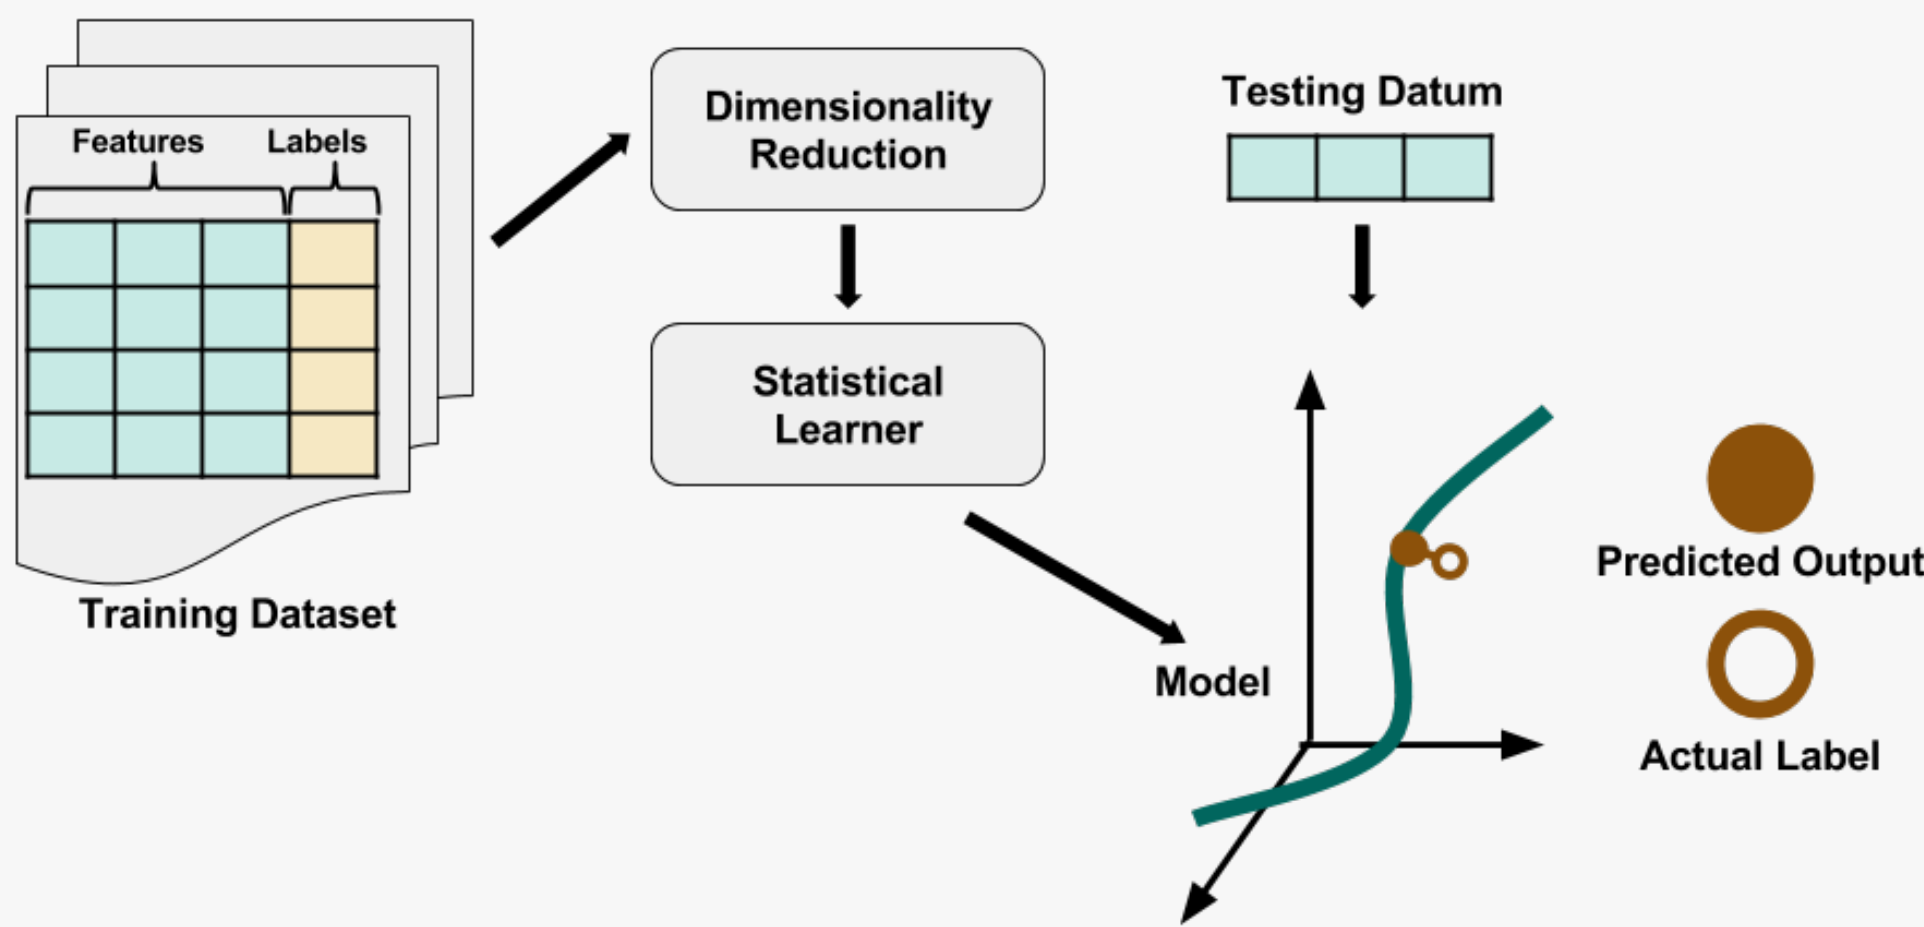 Features Labels
Training Dataset
Dimensionality
Reduction
Statistical
Learner
Testing Datum
Model
Predicted Output
Actual Label